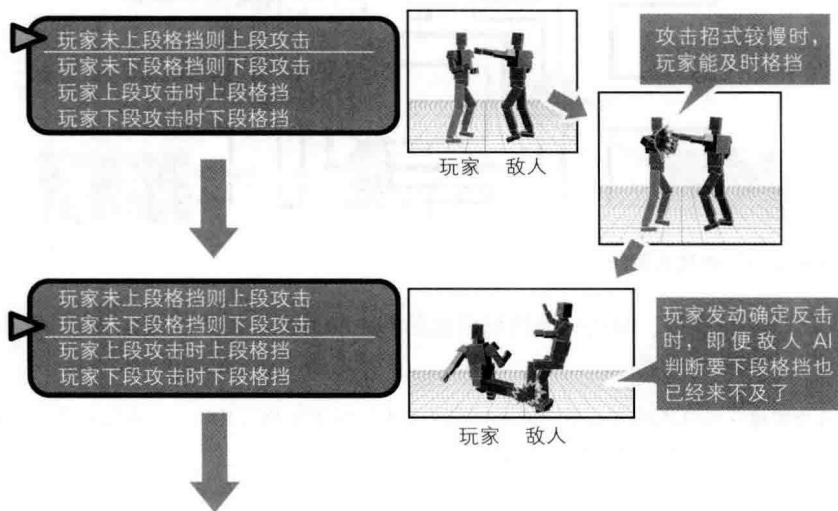 玩家未上段格挡则上段攻击
玩家未下段格挡则下段攻击
玩家上段攻击时上段格挡
玩家下段攻击时下段格挡
玩家 敌人
攻击招式较慢时，
玩家能及时格挡
玩家未上段格挡则上段攻击
玩家未下段格挡则下段攻击
玩家上段攻击时上段格挡
玩家下段攻击时下段格挡
玩家 敌人
玩家发动确定反击
时，即便敌人 AI
判断要下段格挡也
已经来不及了